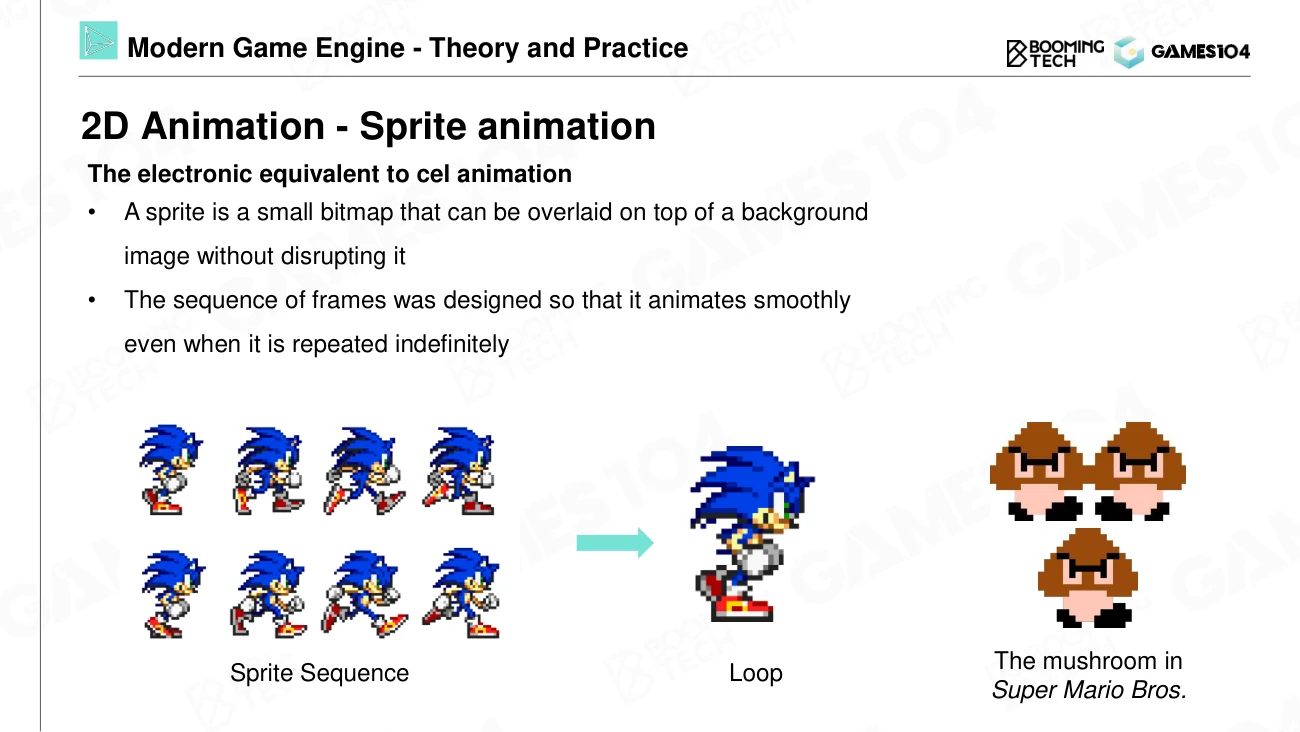 Modern Game Engine - Theory and Practice
BOOMING
TECH
GAMES104
2D Animation - Sprite animation
The electronic equivalent to cel animation
• A sprite is a small bitmap that can be overlaid on top of a background
image without disrupting it
• The sequence of frames was designed so that it animates smoothly
even when it is repeated indefinitely
Sprite Sequence
Loop
The mushroom in
Super Mario Bros.